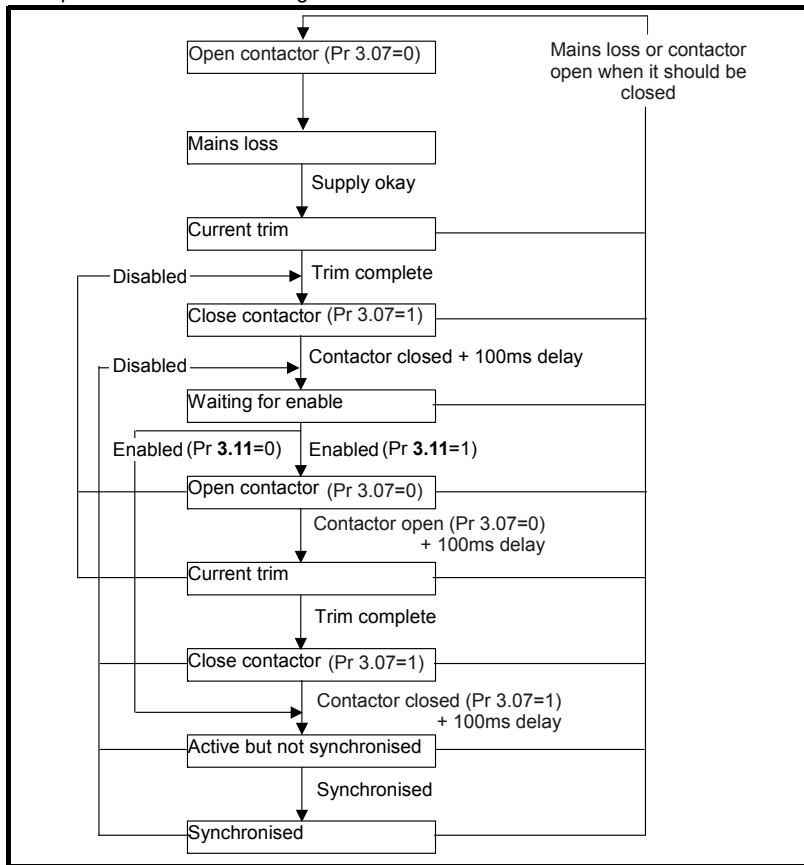 Open contactor (Pr 3.07=0)
Mains loss or contactor
open when it should be
closed
Mains loss
Supply okay
Current trim
Disabled
Trim complete
Close contactor (Pr 3.07=1)
Disabled
Contactor closed + 100ms delay
Waiting for enable
Enabled (Pr 3.11=0)
Enabled (Pr 3.11=1)
Open contactor (Pr 3.07=0)
Contactor open (Pr 3.07=0)
+ 100ms delay
Current trim
Trim complete
Close contactor (Pr 3.07=1)
Contactor closed (Pr 3.07=1)
+ 100ms delay
Active but not synchronised
Synchronised
Synchronised